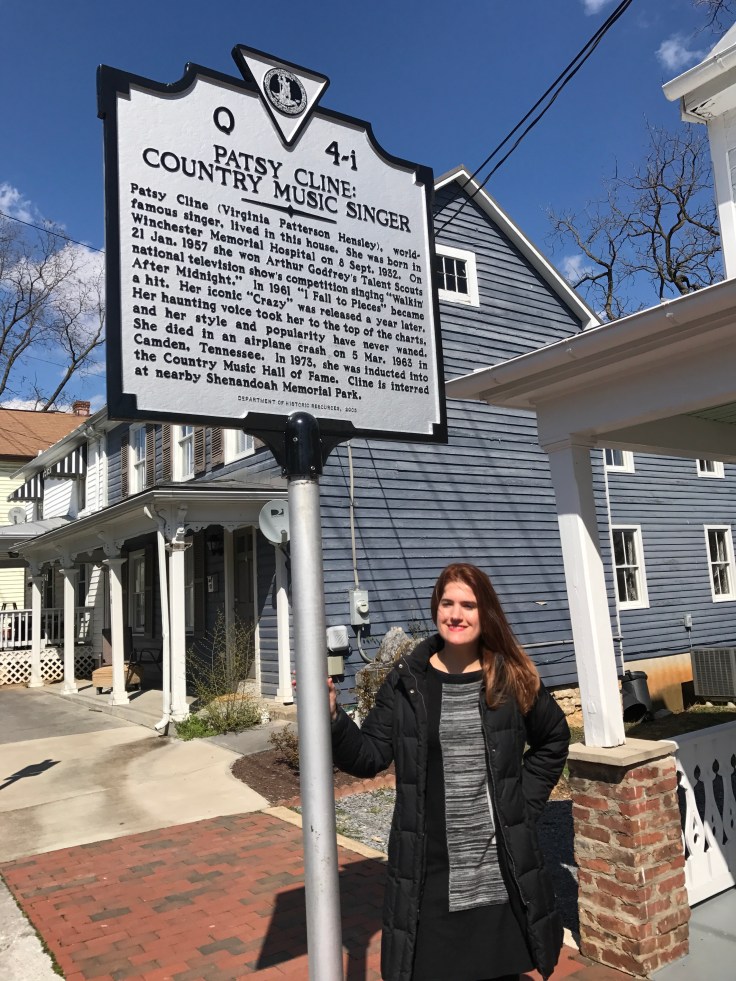 Q 4-i
PATSY CLINE:
COUNTRY MUSIC SINGER
Patsy Cline (Virginia Patterson Hensley), world-
famous singer, lived in this house. She was born in
Winchester Memorial Hospital on 8 Sept. 1932. On
21 Jan. 1957 she won Arthur Godfrey's Talent Scouts
national television show's competition singing "Walkin'
After Midnight." In 1961 "I Fall to Pieces" became
a hit. Her iconic "Crazy" was released a year later.
Her haunting voice took her to the top of the charts,
and her style and popularity have never waned.
She died in an airplane crash on 5 Mar. 1963 in
Camden, Tennessee. In 1973, she was inducted into
the Country Music Hall of Fame. Cline is interred
at nearby Shenandoah Memorial Park.
DEPARTMENT OF HISTORIC RESOURCES, 2005